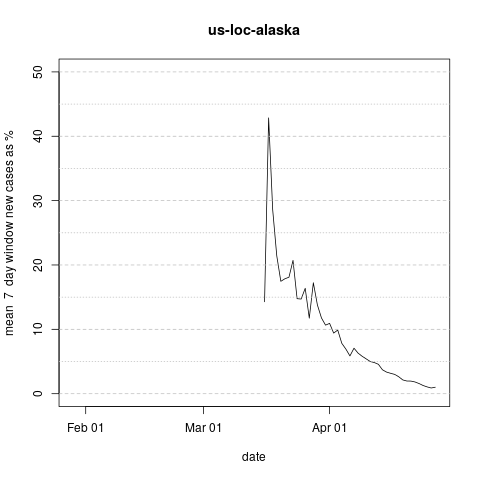 us-loc-alaska
mean  7  day window new cases as %
50
40
30
20
10
0
Feb 01
Mar 01
Apr 01
date